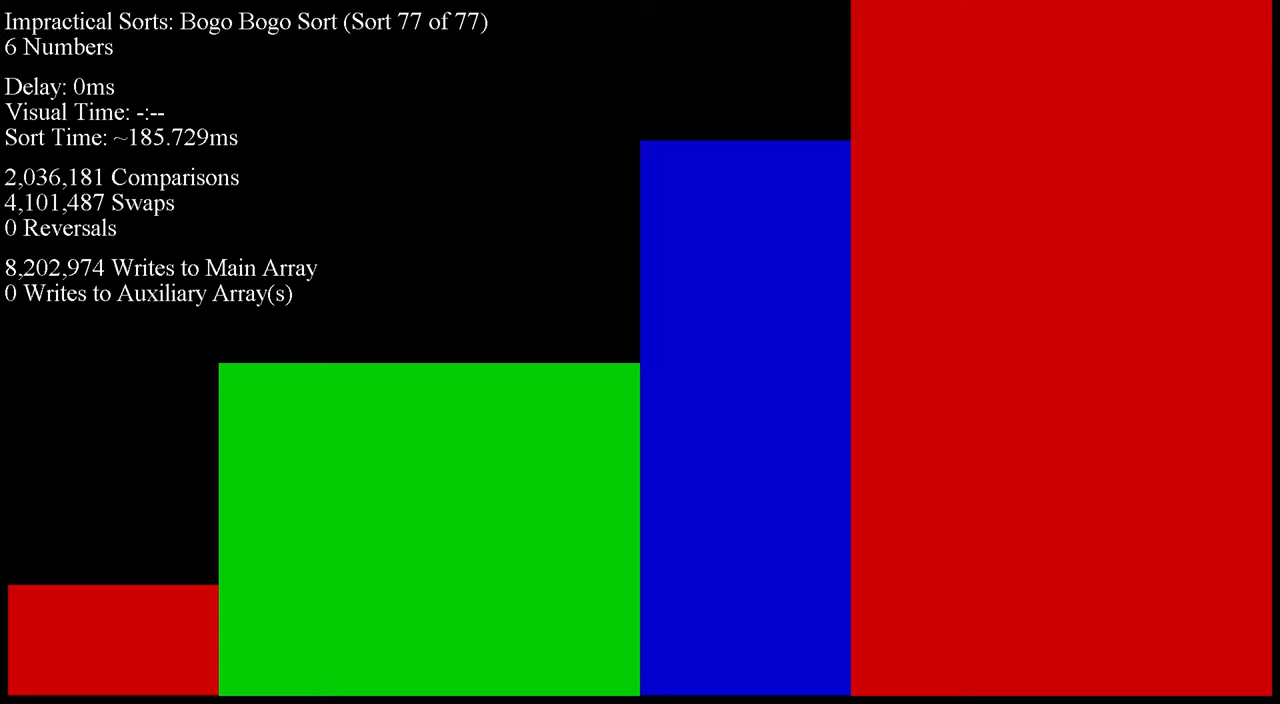 Impractical Sorts: Bogo Bogo Sort (Sort 77 of 77)
6 Numbers
Delay: 0ms
Visual Time: -:--
Sort Time: ~185.729ms
2,036,181 Comparisons
4,101,487 Swaps
0 Reversals
8,202,974 Writes to Main Array
0 Writes to Auxiliary Array(s)